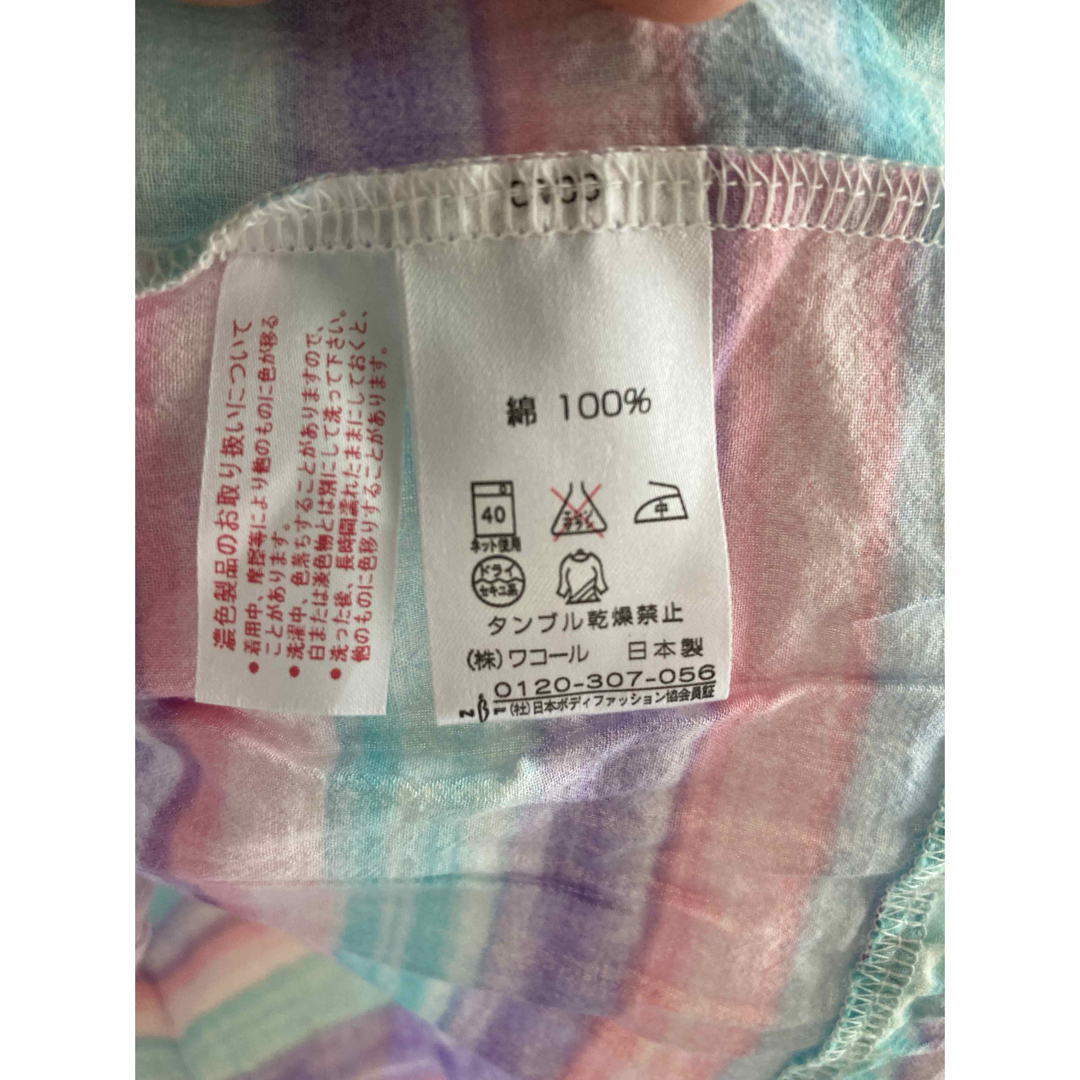 濃色製品のお取り扱いについて
●着用中、摩擦等により他のものに色が移る
ことがあります。
●洗濯中、色落ちすることがありますので、
白または淡色物とは別にして洗って下さい。
●洗った後、長時間濡れたままにしておくと、
他のものに色移りすることがあります。
綿 100%
40
ネット使用
エンソサラシ
中
ドライ
セキユ系
タンブル乾燥禁止
(株)ワコール 日本製
0120-307-056
(社)日本ボディファッション協会員証